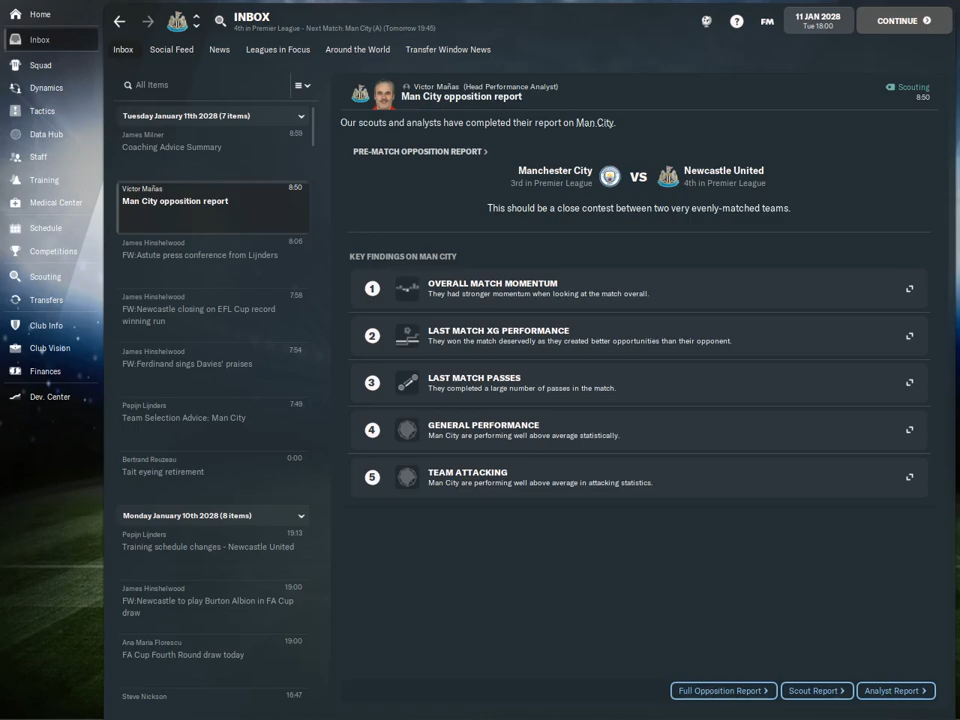 Home
Inbox
Squad
Dynamics
Tactics
Data Hub
Staff
Training
Medical Center
Schedule
Competitions
Scouting
Transfers
Club Info
Club Vision
Finances
Dev. Center
INBOX
4th in Premier League - Next Match: Man City (A) (Tomorrow 19:45)
?
FM
11 JAN 2028
Tue 18:00
CONTINUE
Inbox
Social Feed
News
Leagues in Focus
Around the World
Transfer Window News
All Items
Tuesday January 11th 2028 (7 items)
James Milner
8:59
Coaching Advice Summary
Víctor Mañas
8:50
Man City opposition report
James Hinshelwood
8:06
FW:Astute press conference from Lijnders
James Hinshelwood
7:58
FW:Newcastle closing on EFL Cup record
winning run
James Hinshelwood
7:54
FW:Ferdinand sings Davies' praises
Pepijn Lijnders
7:49
Team Selection Advice: Man City
Bertrand Reuzeau
0:00
Tait eyeing retirement
Monday January 10th 2028 (8 items)
Pepijn Lijnders
19:13
Training schedule changes - Newcastle United
James Hinshelwood
19:00
FW:Newcastle to play Burton Albion in FA Cup
draw
Ana Maria Florescu
19:00
FA Cup Fourth Round draw today
Steve Nickson
16:47
Víctor Mañas (Head Performance Analyst)
Man City opposition report
Scouting
8:50
Our scouts and analysts have completed their report on Man City.
PRE-MATCH OPPOSITION REPORT
Manchester City
3rd in Premier League
VS
Newcastle United
4th in Premier League
This should be a close contest between two very evenly-matched teams.
KEY FINDINGS ON MAN CITY
1
OVERALL MATCH MOMENTUM
They had stronger momentum when looking at the match overall.
2
LAST MATCH XG PERFORMANCE
They won the match deservedly as they created better opportunities than their opponent.
3
LAST MATCH PASSES
They completed a large number of passes in the match.
4
GENERAL PERFORMANCE
Man City are performing well above average statistically.
5
TEAM ATTACKING
Man City are performing well above average in attacking statistics.
Full Opposition Report
Scout Report
Analyst Report